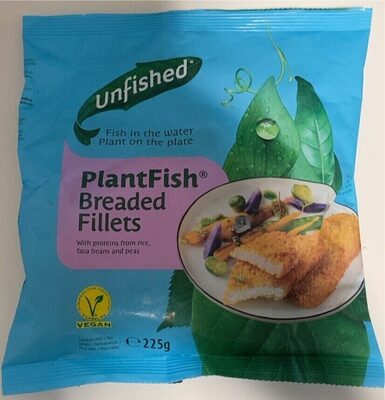 Unfished®
Fish in the water
Plant on the plate
PlantFish®
Breaded
Fillets
With proteins from rice,
fava beans and peas
V
VEGAN
℮ 225g